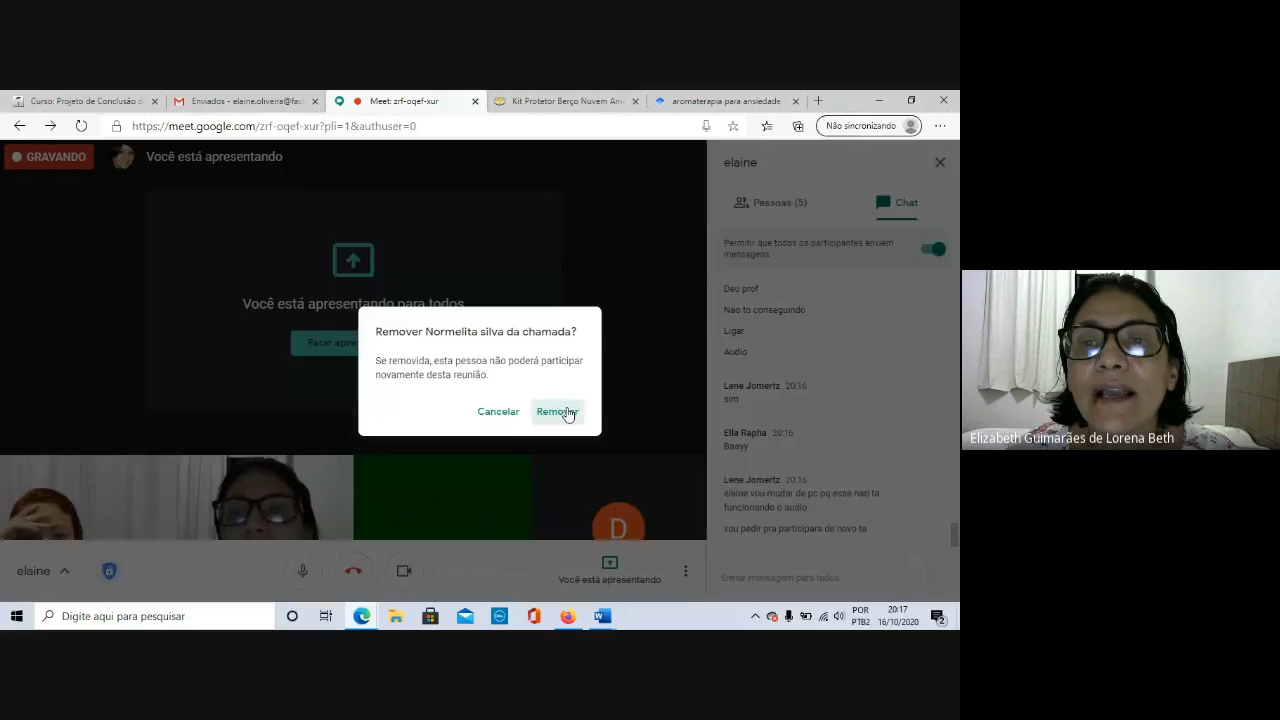 Curso: Projeto de Conclusão d
Enviados - elaine.oliveira@fac
Meet: zrf-oqef-xur
Kit Protetor Berço Nuvem Am
aromaterapia para ansiedade
https://meet.google.com/zrf-oqef-xur?pli=1&authuser=0
Não sincronizando
GRAVANDO
Você está apresentando
elaine
Pessoas (5)
Chat
Permitir que todos os participantes enviem
mensagens
Deu prof
Nao to conseguindo
Ligar
Audio
Lene Jomertz 20:16
sim
Ella Rapha 20:16
Baayy
Lene Jomertz 20:16
elaine vou mudar de pc pq esse nao ta
funcionando o audio
vou pedir pra participara de novo ta
Enviar mensagem para todos
Você está apresentando para todos
Parar apre
Remover Normelita silva da chamada?
Se removida, esta pessoa não poderá participar
novamente desta reunião.
Cancelar
Remover
D
elaine
Você está apresentando
Digite aqui para pesquisar
POR
PTB2
20:17
16/10/2020
2
Elizabeth Guimarães de Lorena Beth